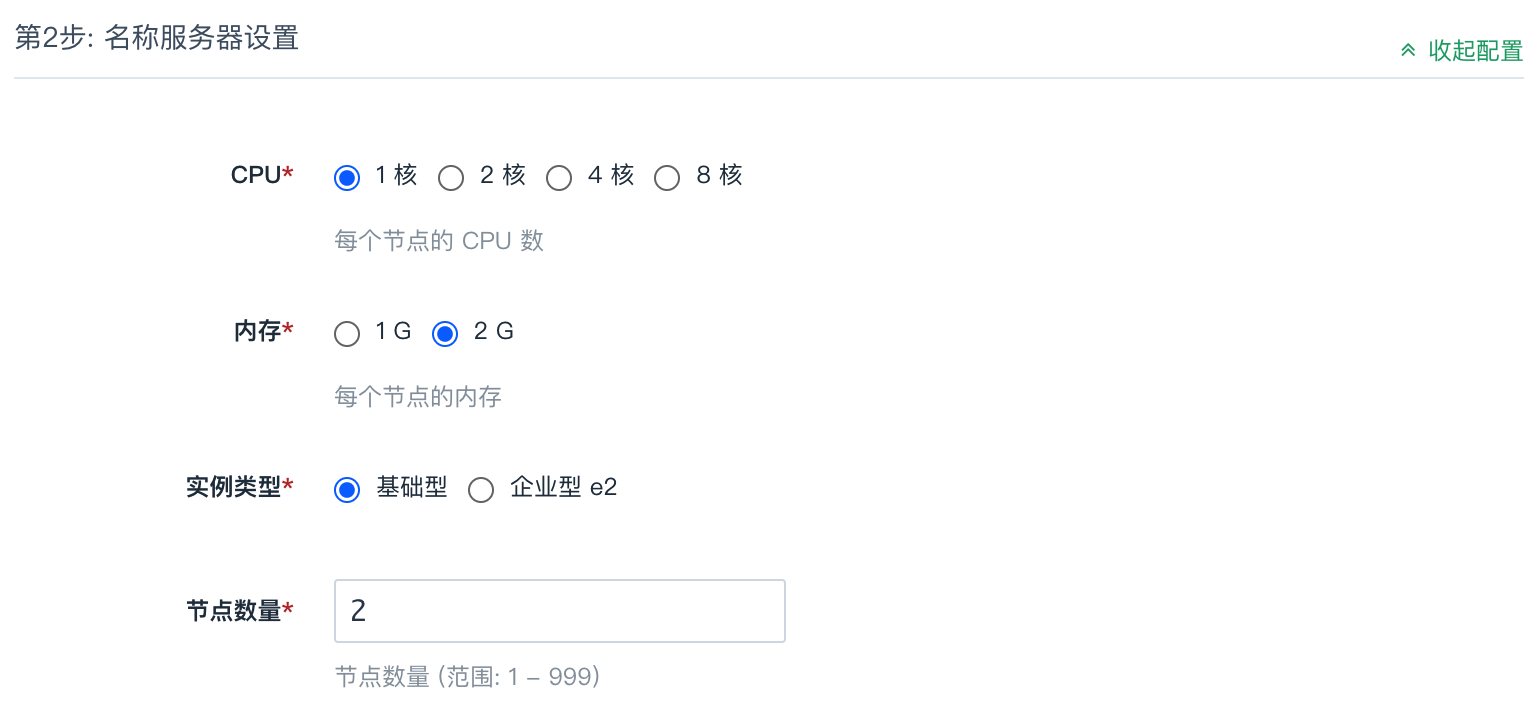 第2步: 名称服务器设置
收起配置
CPU* 1 核 2 核 4 核 8 核
每个节点的 CPU 数
内存* 1 G 2 G
每个节点的内存
实例类型* 基础型 企业型 e2
节点数量* 2
节点数量 (范围: 1 – 999)